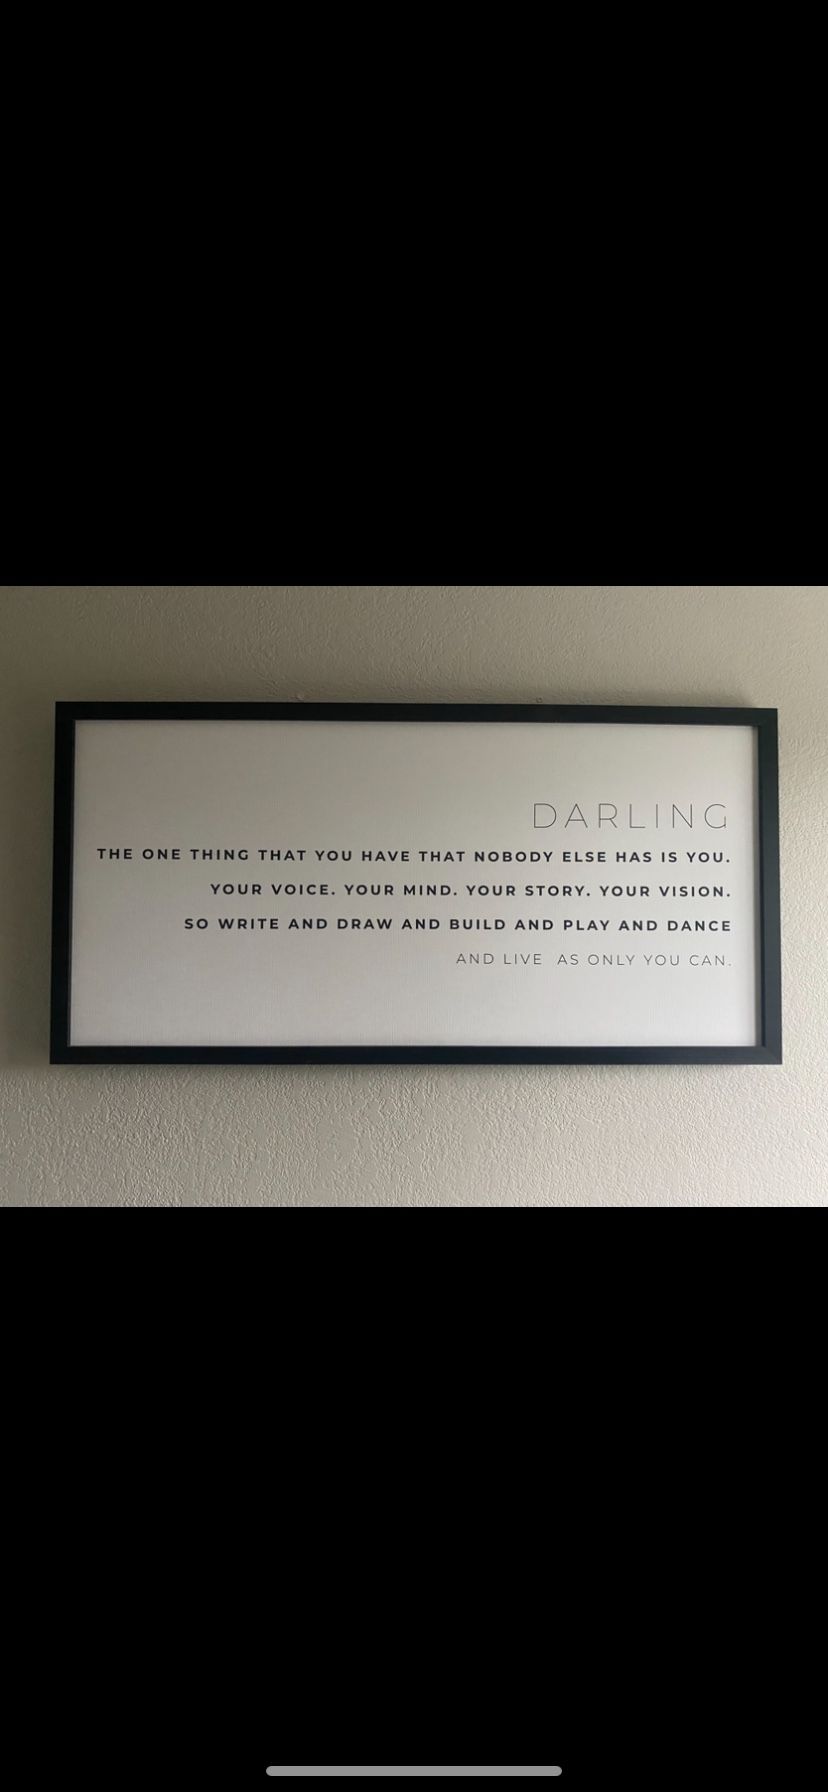 DARLING
THE ONE THING THAT YOU HAVE THAT NOBODY ELSE HAS IS YOU.
YOUR VOICE. YOUR MIND. YOUR STORY. YOUR VISION.
SO WRITE AND DRAW AND BUILD AND PLAY AND DANCE
AND LIVE  AS ONLY YOU CAN.